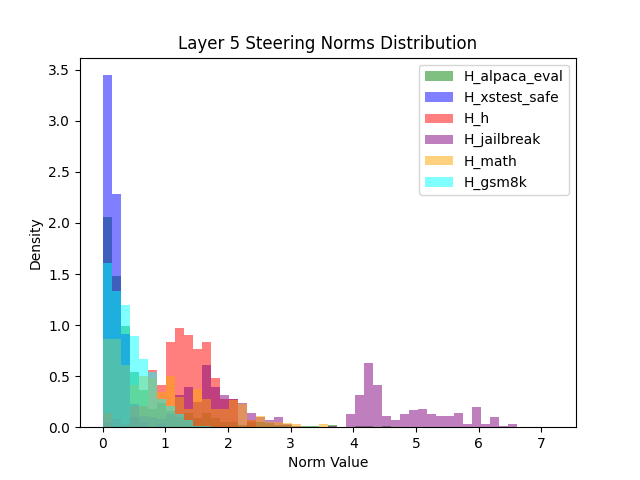 Layer 5 Steering Norms Distribution
3.5
3.0
2.5
2.0
1.5
1.0
0.5
0.0
Density
H_alpaca_eval
H_xstest_safe
H_h
H_jailbreak
H_math
H_gsm8k
0 1 2 3 4 5 6 7
Norm Value